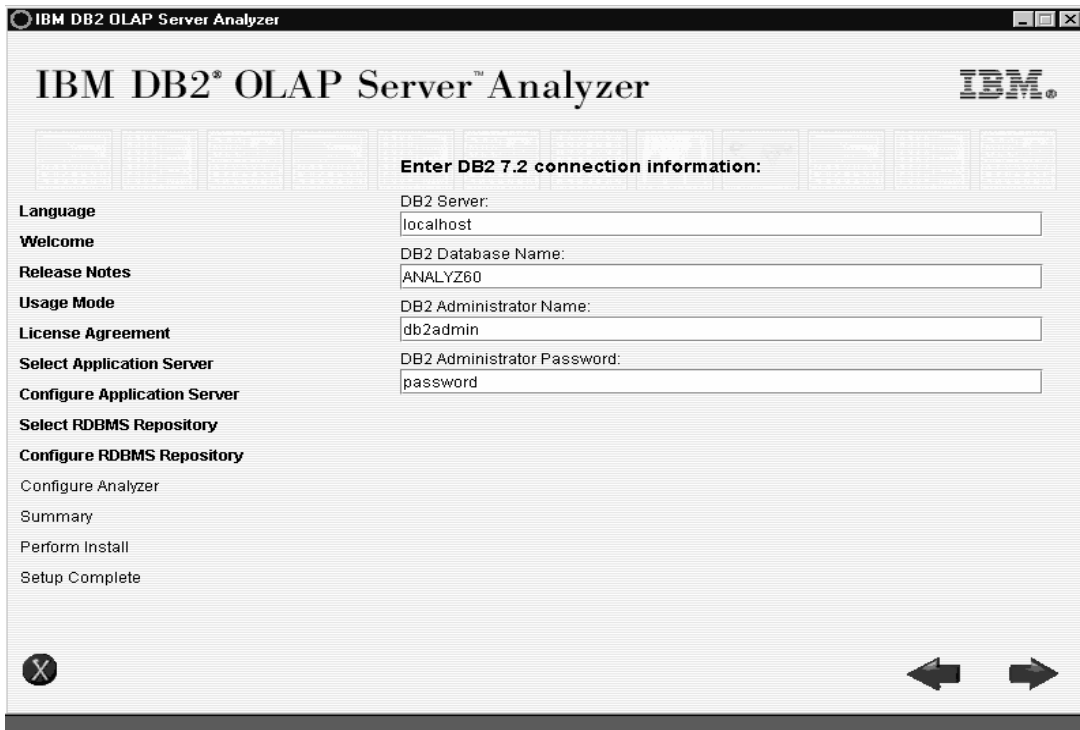 IBM DB2 OLAP Server Analyzer
IBM DB2® OLAP Server™ Analyzer
IBM®
Enter DB2 7.2 connection information:
Language
Welcome
Release Notes
Usage Mode
License Agreement
Select Application Server
Configure Application Server
Select RDBMS Repository
Configure RDBMS Repository
Configure Analyzer
Summary
Perform Install
Setup Complete
DB2 Server:
localhost
DB2 Database Name:
ANALYZ60
DB2 Administrator Name:
db2admin
DB2 Administrator Password:
password
X